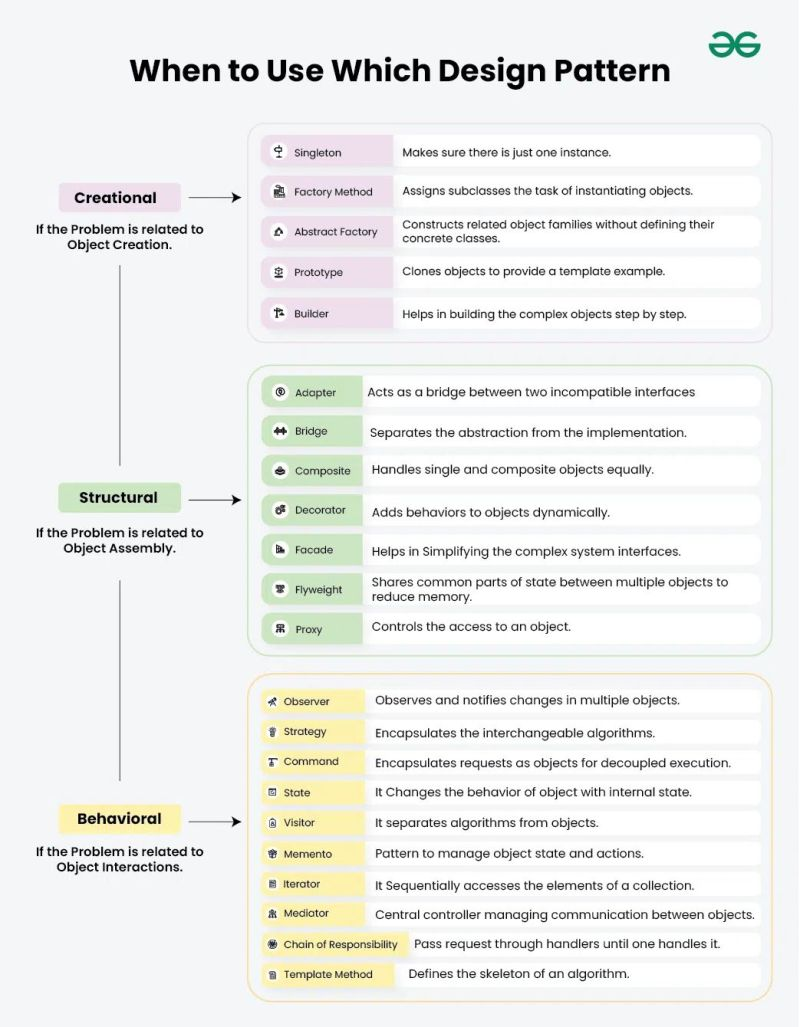 When to Use Which Design Pattern
Creational
If the Problem is related to
Object Creation.
Singleton
Makes sure there is just one instance.
Factory Method
Assigns subclasses the task of instantiating objects.
Abstract Factory
Constructs related object families without defining their
concrete classes.
Prototype
Clones objects to provide a template example.
Builder
Helps in building the complex objects step by step.
Structural
If the Problem is related to
Object Assembly.
Adapter
Acts as a bridge between two incompatible interfaces
Bridge
Separates the abstraction from the implementation.
Composite
Handles single and composite objects equally.
Decorator
Adds behaviors to objects dynamically.
Facade
Helps in Simplifying the complex system interfaces.
Flyweight
Shares common parts of state between multiple objects to
reduce memory.
Proxy
Controls the access to an object.
Behavioral
If the Problem is related to
Object Interactions.
Observer
Observes and notifies changes in multiple objects.
Strategy
Encapsulates the interchangeable algorithms.
Command
Encapsulates requests as objects for decoupled execution.
State
It Changes the behavior of object with internal state.
Visitor
It separates algorithms from objects.
Memento
Pattern to manage object state and actions.
Iterator
It Sequentially accesses the elements of a collection.
Mediator
Central controller managing communication between objects.
Chain of Responsibility
Pass request through handlers until one handles it.
Template Method
Defines the skeleton of an algorithm.